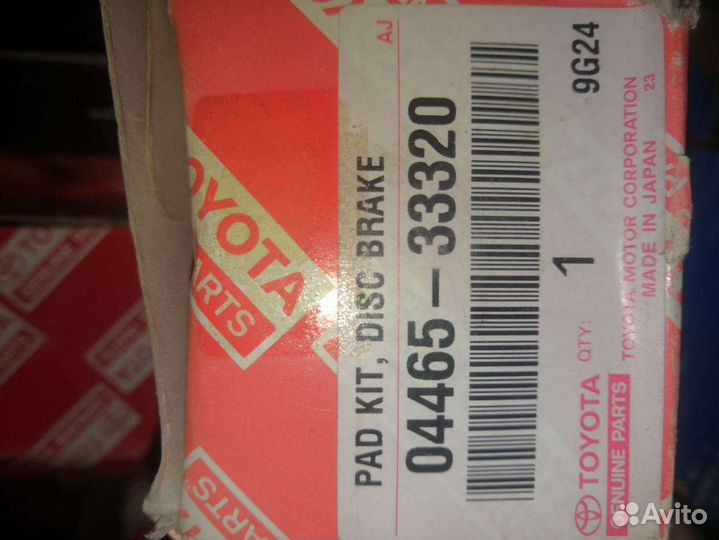 AJ
PAD KIT, DISC BRAKE
04465-33320
9G24
QTY: 1
TOYOTA
GENUINE PARTS
TOYOTA MOTOR CORPORATION
MADE IN JAPAN 23
TOYOTA
PARTS
PARTS
Avito